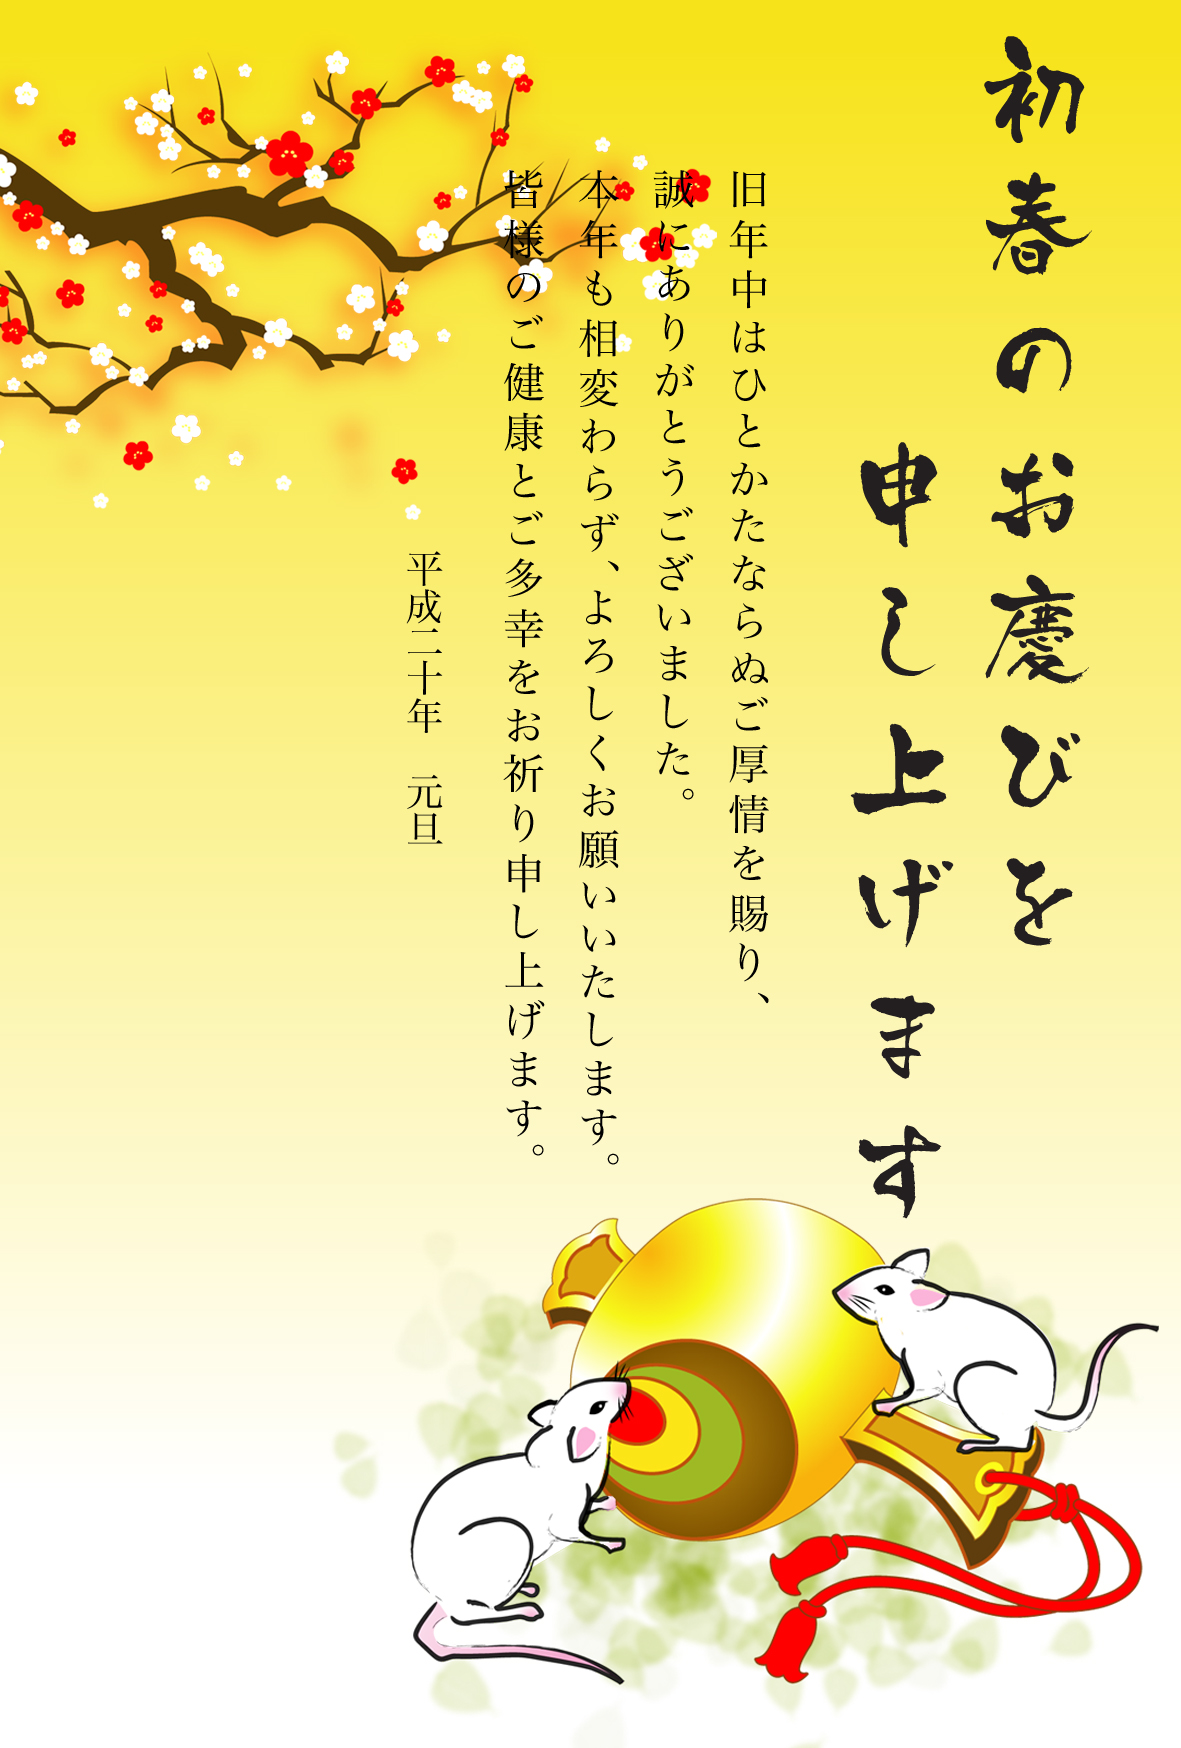 初春のお慶びを
申し上げます
旧年中はひとかたならぬご厚情を賜り、
誠にありがとうございました。
本年も相変わらず、よろしくお願いいたします。
皆様のご健康とご多幸をお祈り申し上げます。
平成二十年　元旦